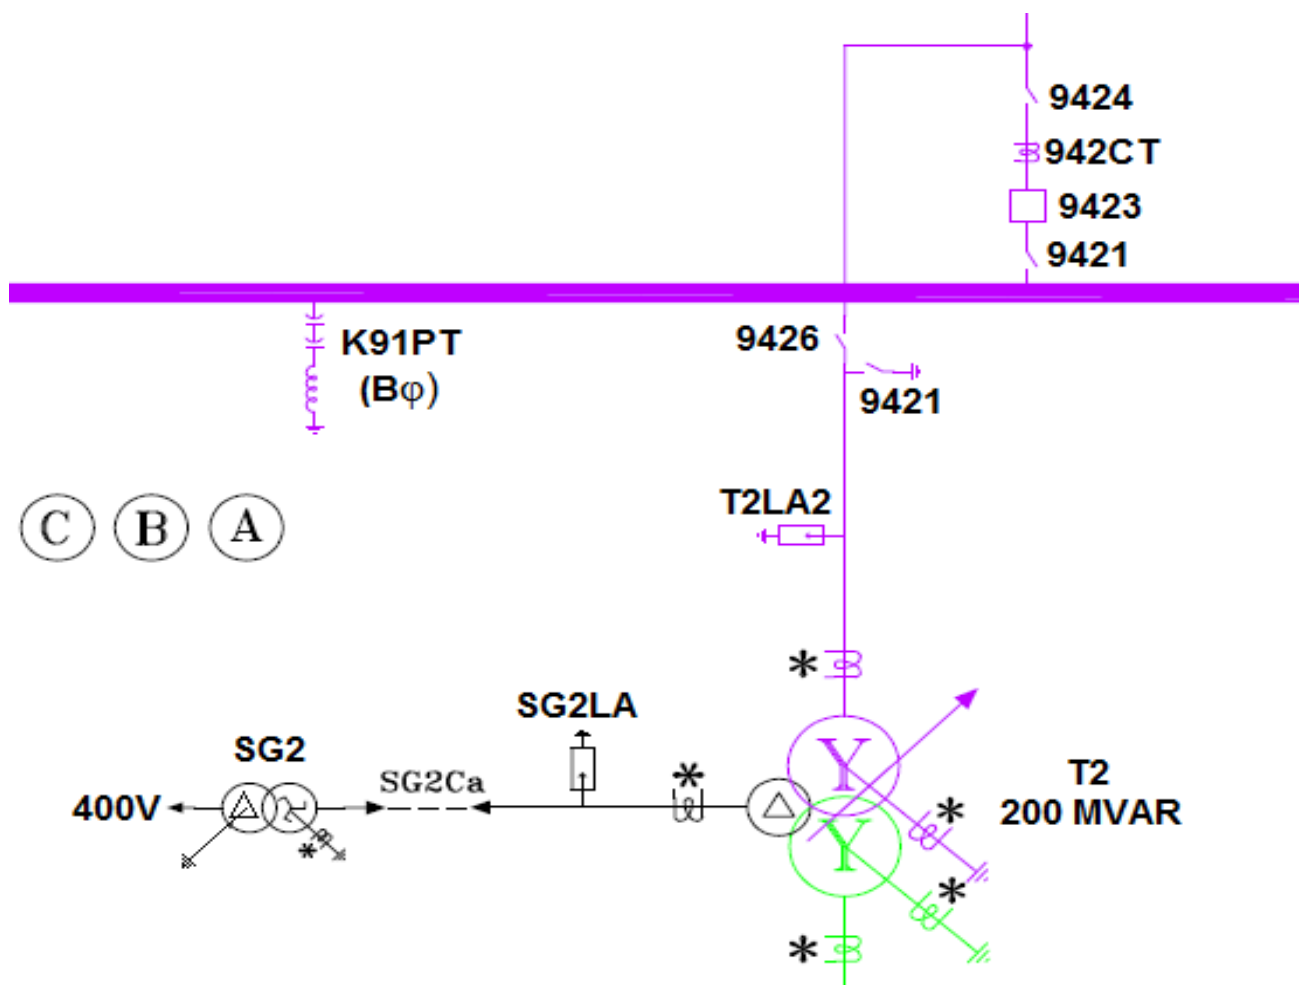 9424
942CT
9423
9421
K91PT
(Bφ)
9426
9421
C B A
T2LA2
*
SG2LA
SG2
SG2Ca
*
400V
*
Y
Y
T2
200 MVAR
*
*
*